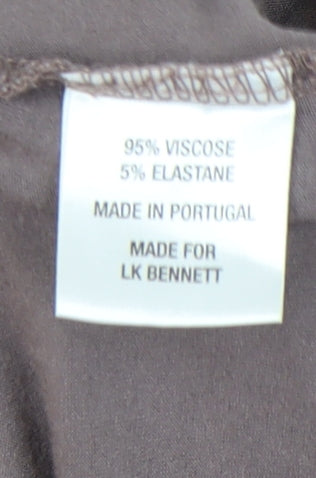 95% VISCOSE
5% ELASTANE
MADE IN PORTUGAL
MADE FOR
LK BENNETT